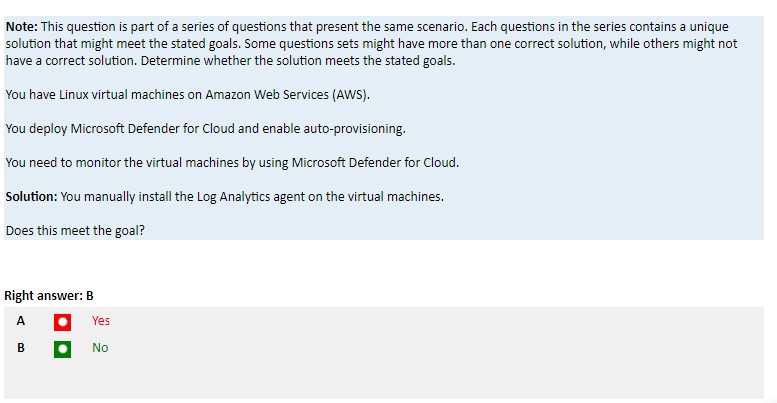 Note: This question is part of a series of questions that present the same scenario. Each questions in the series contains a unique
solution that might meet the stated goals. Some questions sets might have more than one correct solution, while others might not
have a correct solution. Determine whether the solution meets the stated goals.
You have Linux virtual machines on Amazon Web Services (AWS).
You deploy Microsoft Defender for Cloud and enable auto-provisioning.
You need to monitor the virtual machines by using Microsoft Defender for Cloud.
Solution: You manually install the Log Analytics agent on the virtual machines.
Does this meet the goal?
Right answer: B
A Yes
B No